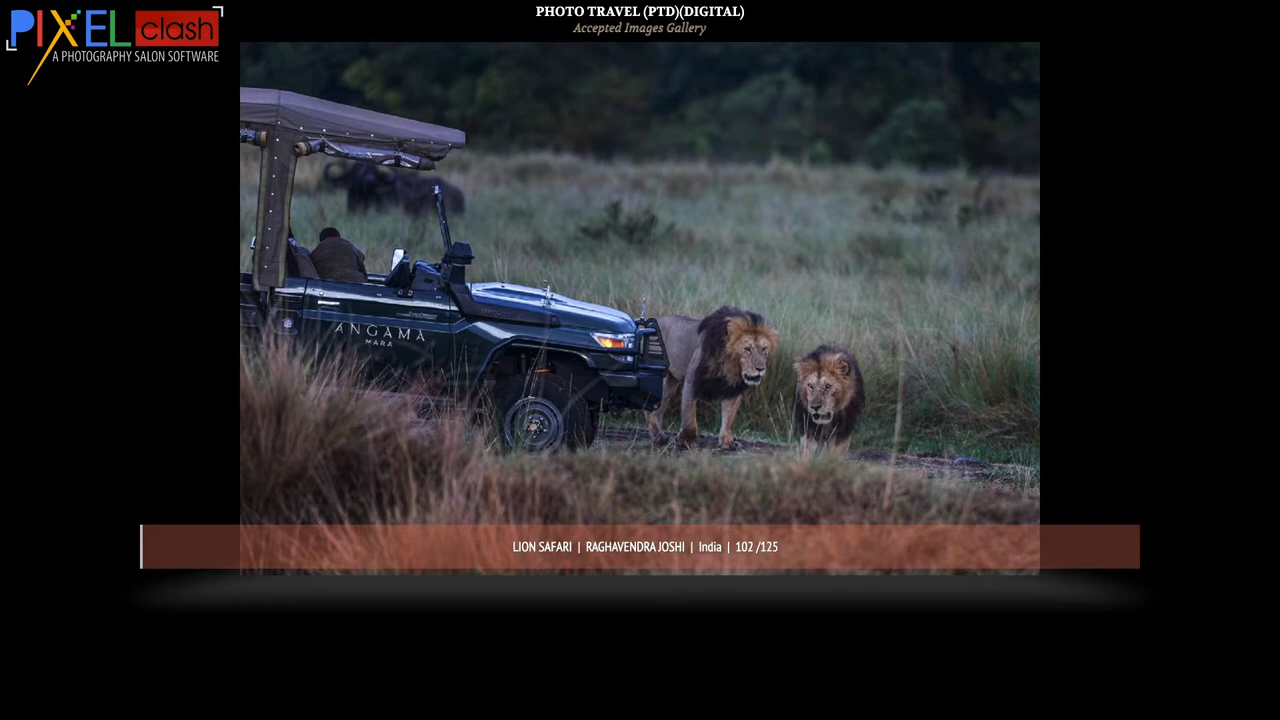 PIXEL clash
A PHOTOGRAPHY SALON SOFTWARE
PHOTO TRAVEL (PTD)(DIGITAL)
Accepted Images Gallery
ANGAMA
MARA
LION SAFARI | RAGHAVENDRA JOSHI | India | 102 /125